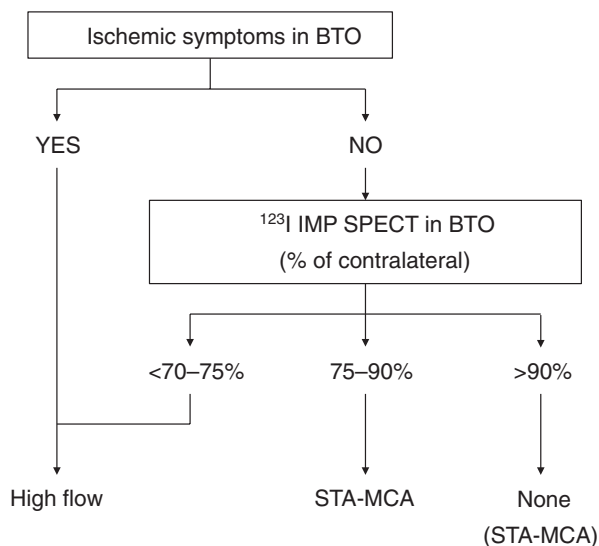 Ischemic symptoms in BTO
YES
NO
¹²³I IMP SPECT in BTO
(% of contralateral)
<70–75%
75–90%
>90%
High flow
STA-MCA
None
(STA-MCA)